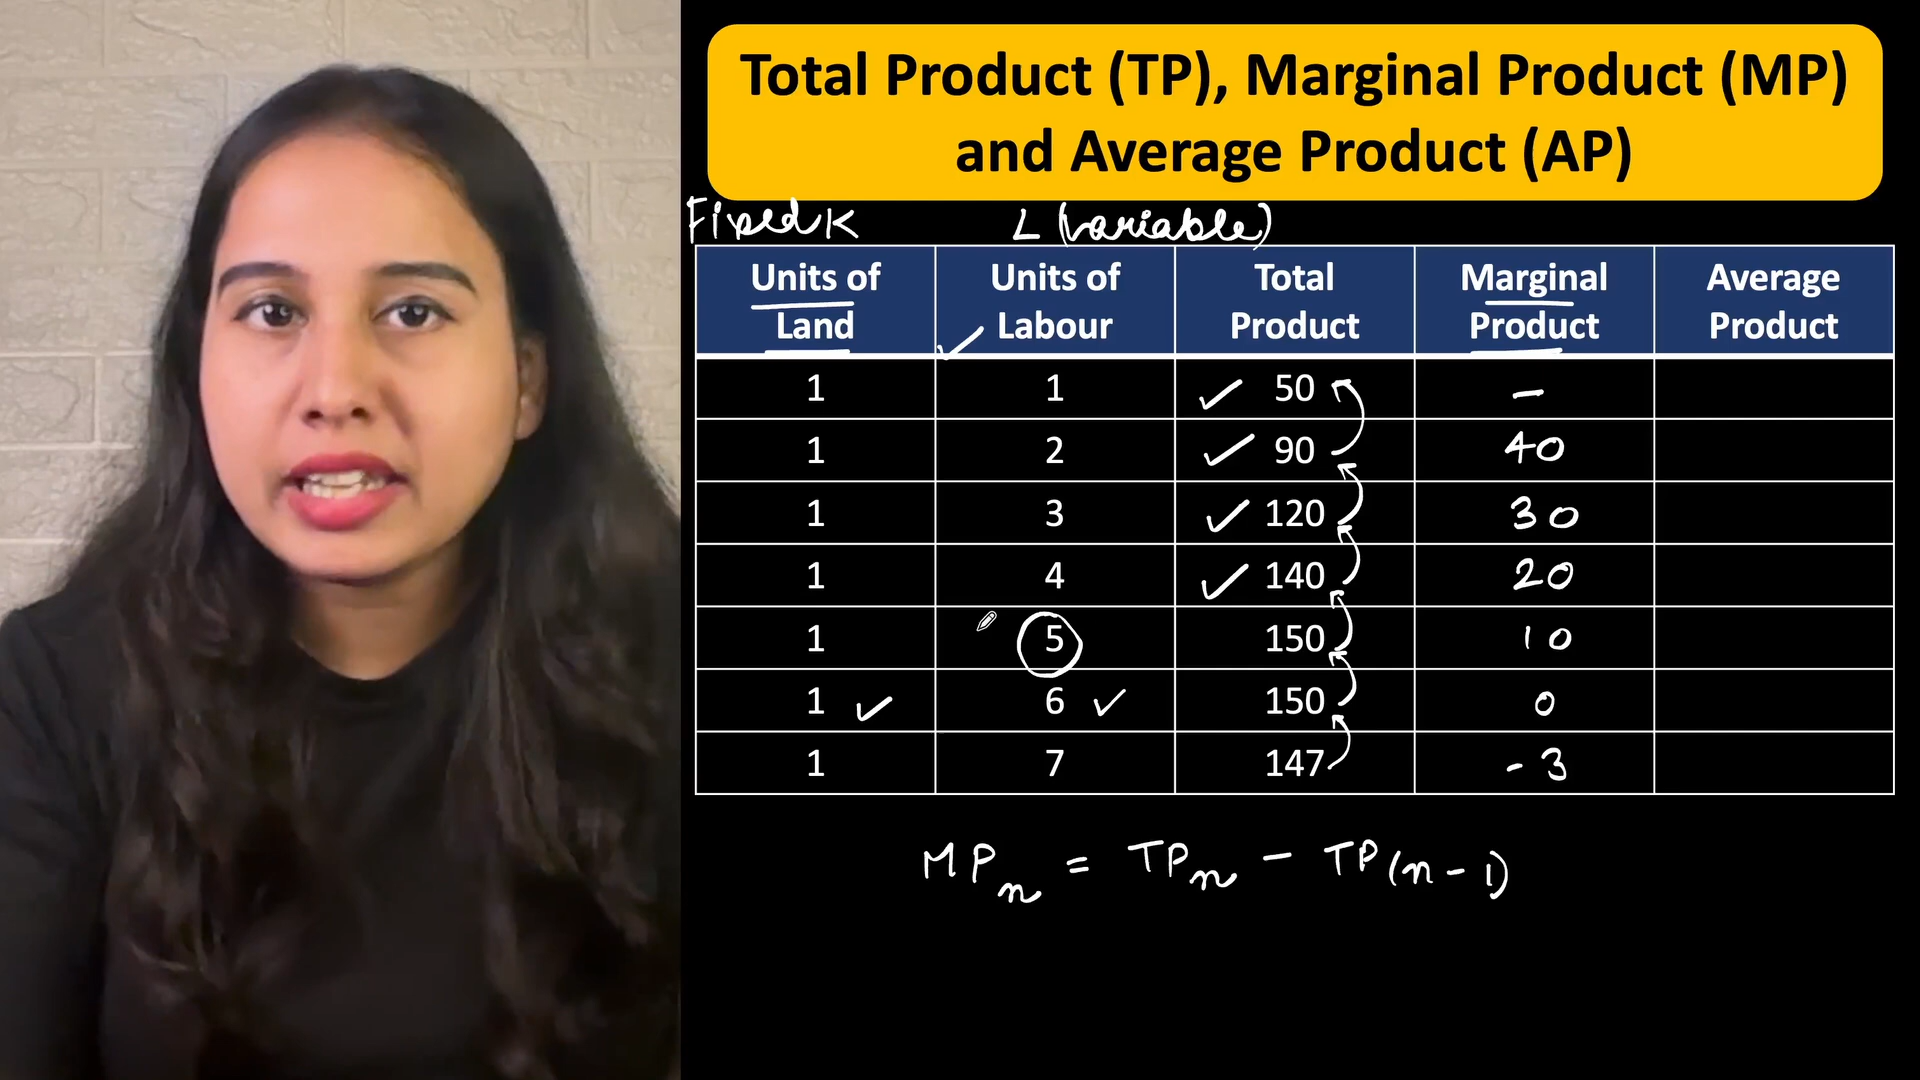 Total Product (TP), Marginal Product (MP)
and Average Product (AP)
Fixed K L (variable)
Units of Land Units of Labour Total Product Marginal Product Average Product
1 1 50 –
1 2 90 40
1 3 120 30
1 4 140 20
1 5 150 10
1 6 150 0
1 7 147 -3
MPn = TPn – TP(n-1)